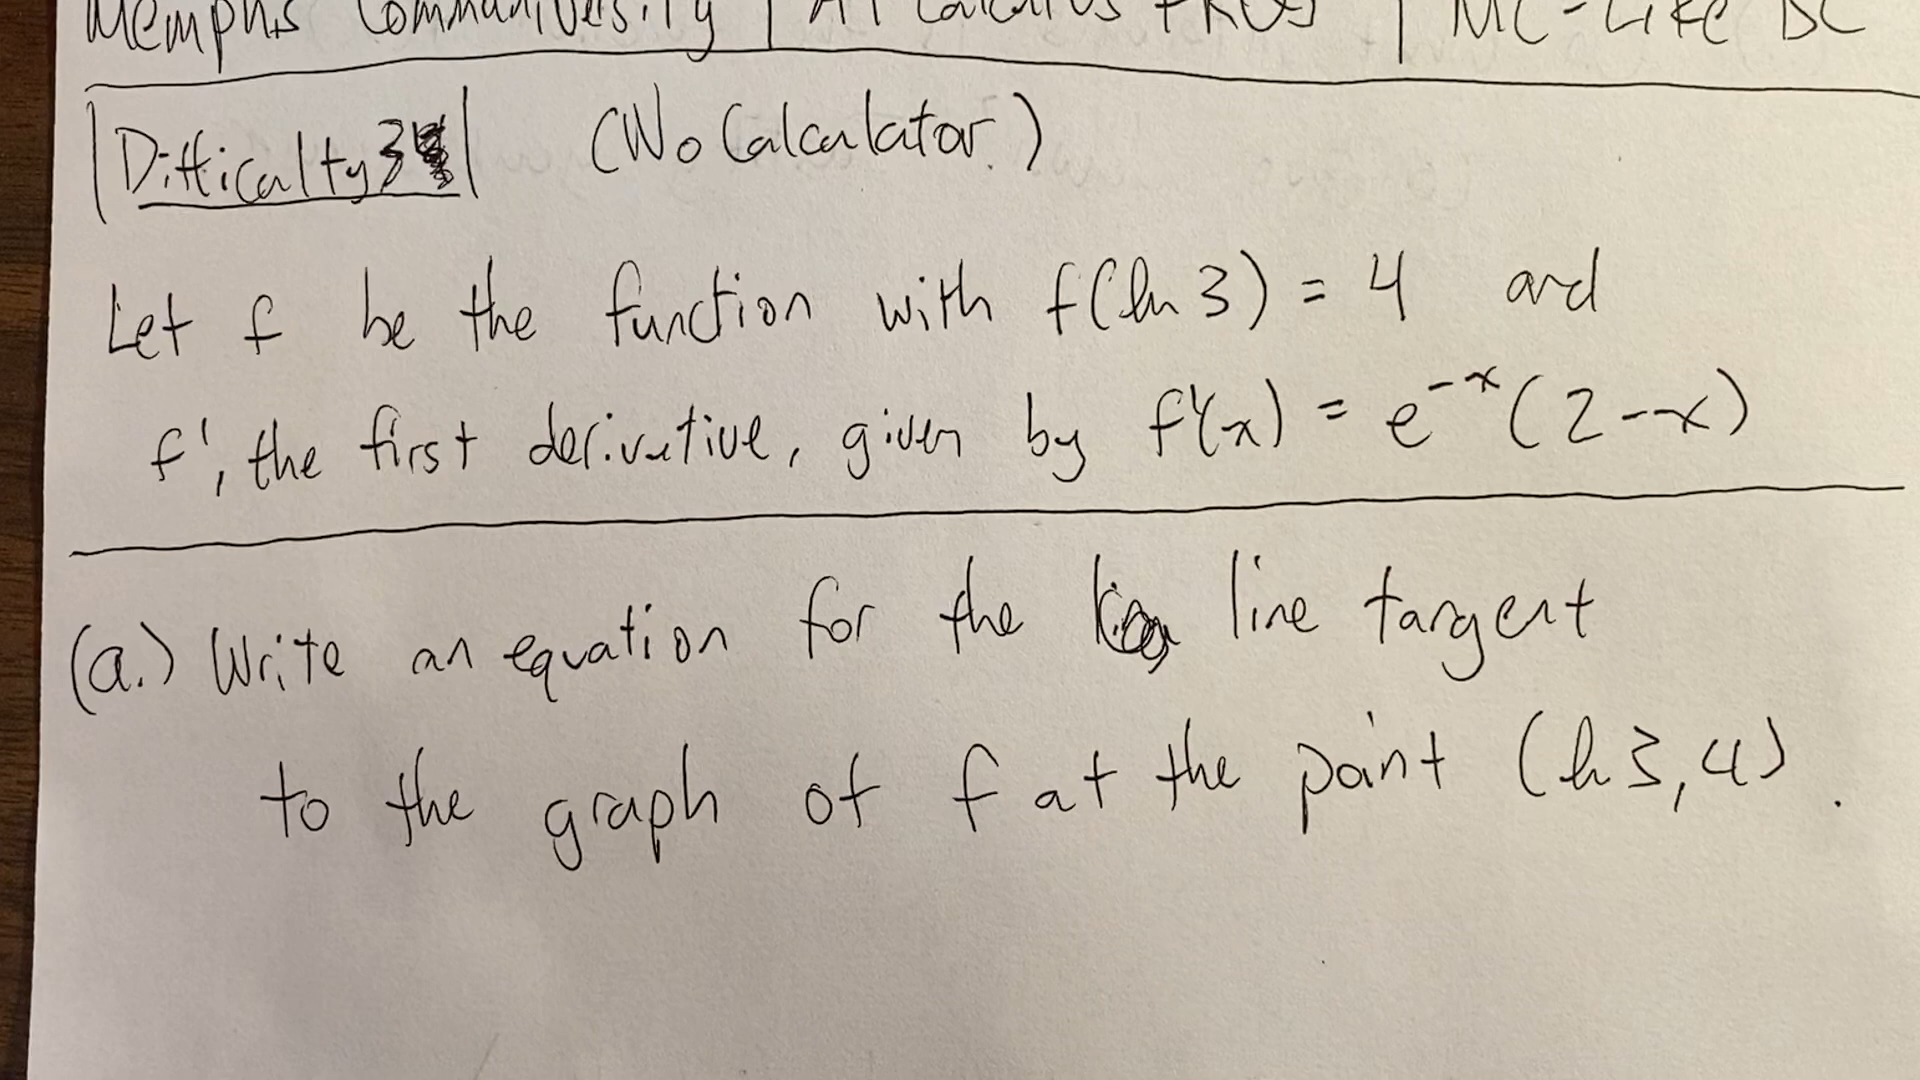 Memphis Communiversity | AP Calculus FRQs | MC-Like BC
Difficulty 3 (No Calculator.)
Let f be the function with f(ln 3) = 4 and
f', the first derivative, given by f'(x) = e^-x(2-x)
(a.) Write an equation for the line tangent
to the graph of f at the point (ln 3, 4).